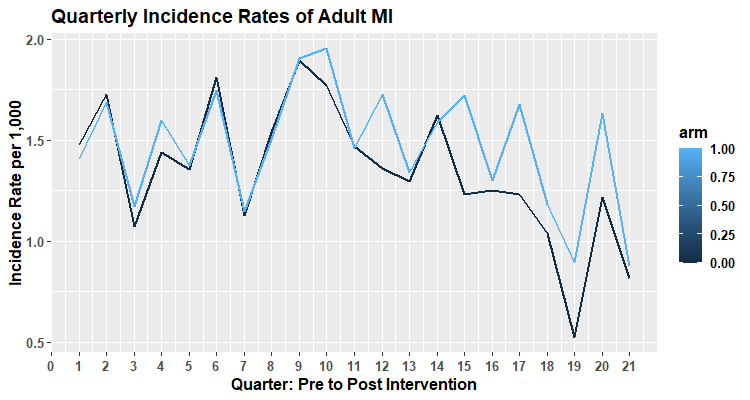 Quarterly Incidence Rates of Adult MI
Incidence Rate per 1,000
2.0
1.5
1.0
0.5
0 1 2 3 4 5 6 7 8 9 10 11 12 13 14 15 16 17 18 19 20 21
Quarter: Pre to Post Intervention
arm
1.00
0.75
0.50
0.25
0.00